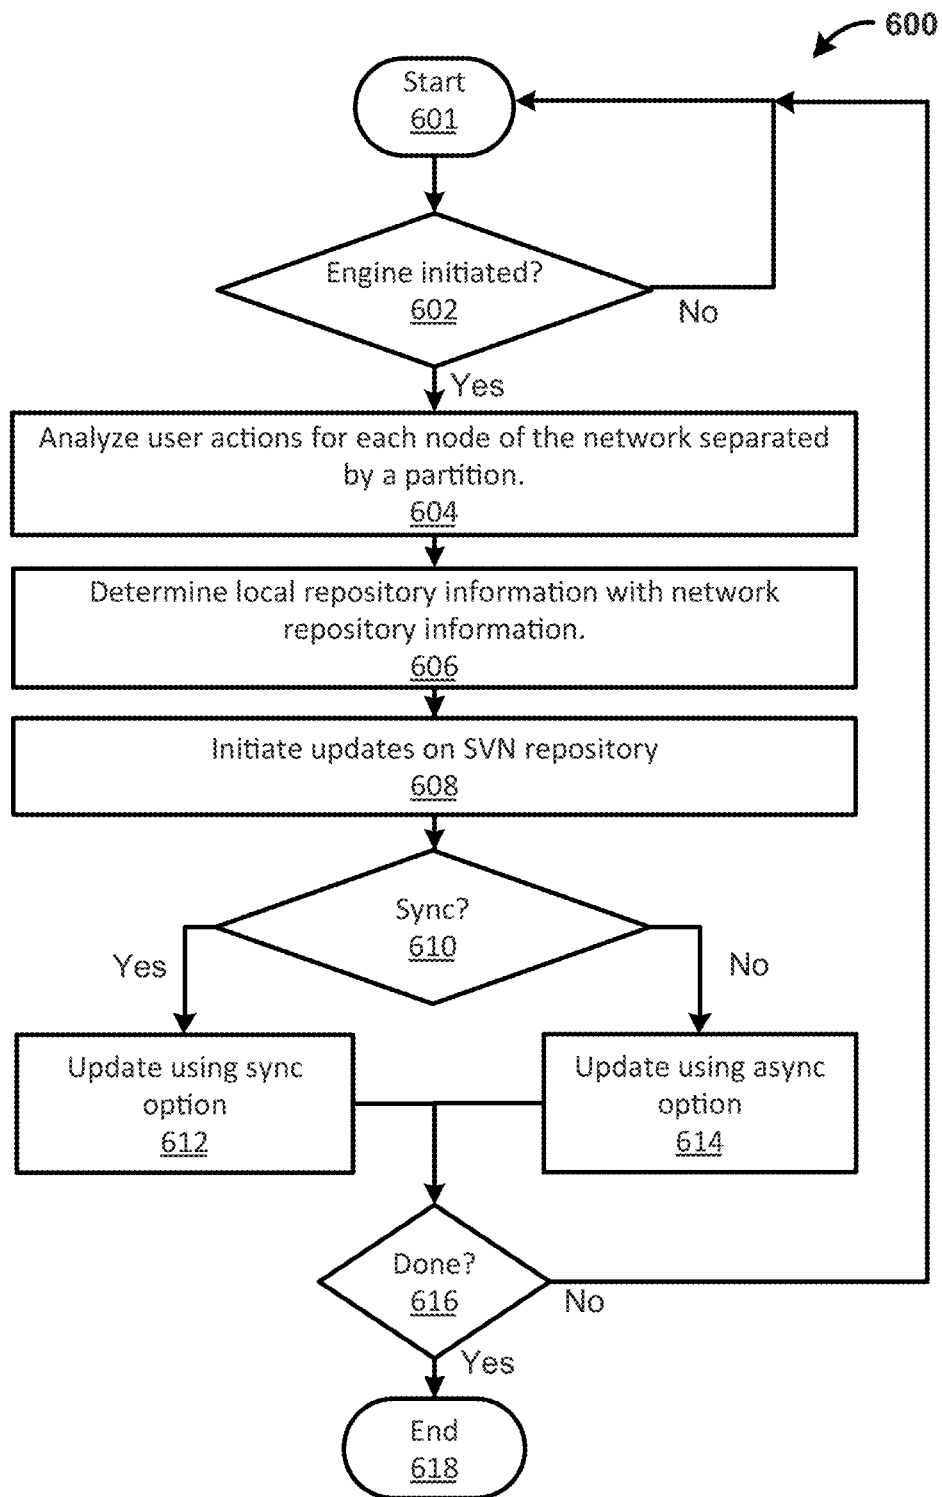 600
Start
601
Engine initiated?
602
No
Yes
Analyze user actions for each node of the network separated
by a partition.
604
Determine local repository information with network
repository information.
606
Initiate updates on SVN repository
608
Sync?
610
Yes
No
Update using sync
option
612
Update using async
option
614
Done?
616
No
Yes
End
618